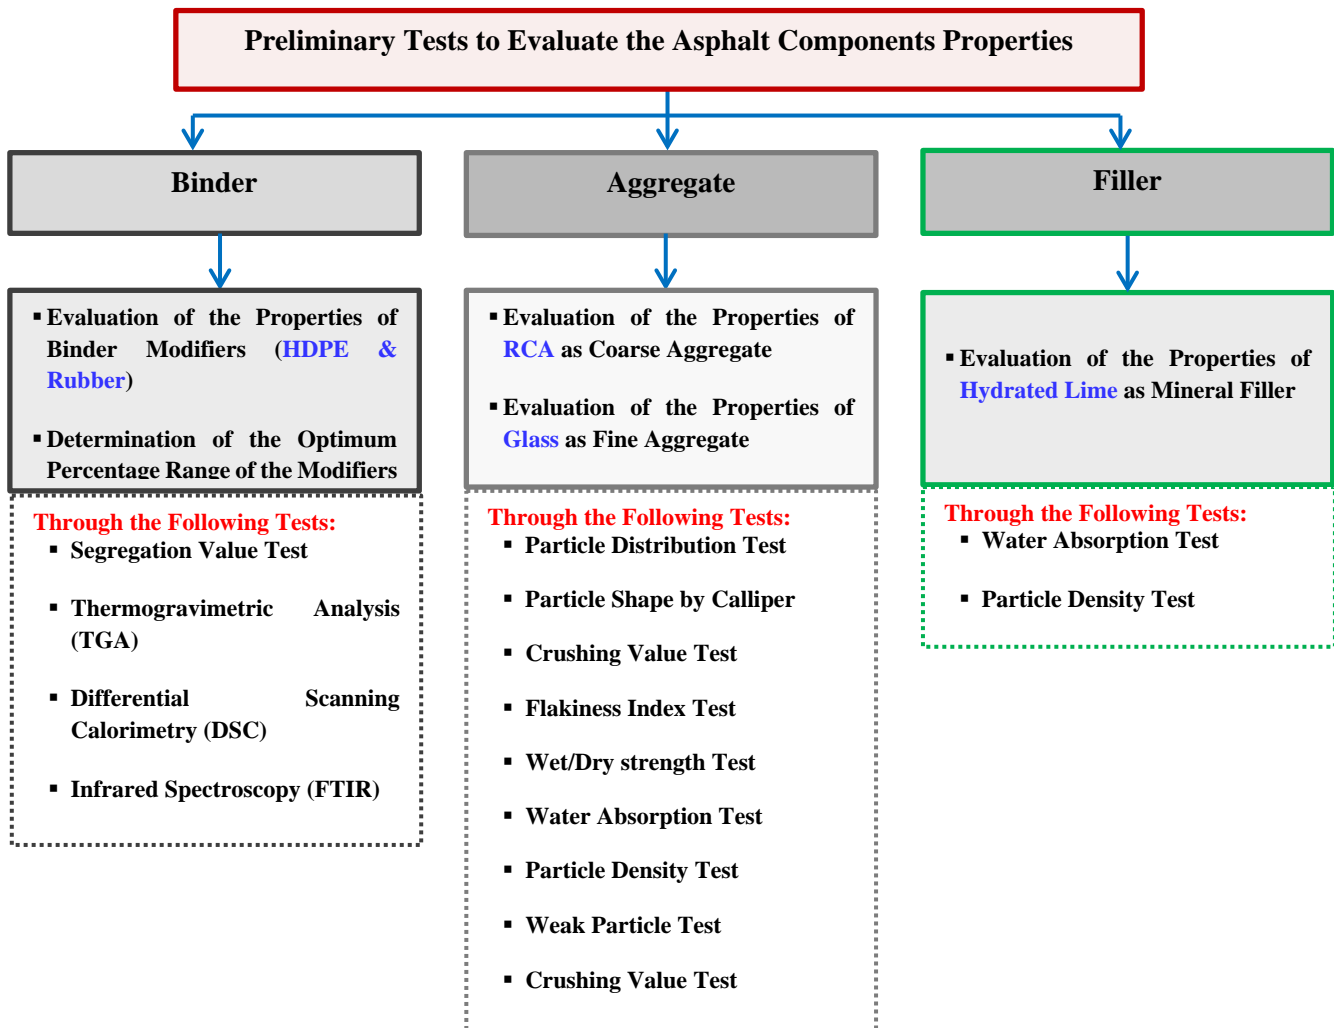 Preliminary Tests to Evaluate the Asphalt Components Properties
Binder
Aggregate
Filler
▪ Evaluation of the Properties of
Binder Modifiers (HDPE &
Rubber)
▪ Determination of the Optimum
Percentage Range of the Modifiers
Through the Following Tests:
▪ Segregation Value Test
▪ Thermogravimetric Analysis
(TGA)
▪ Differential Scanning
Calorimetry (DSC)
▪ Infrared Spectroscopy (FTIR)
▪ Evaluation of the Properties of
RCA as Coarse Aggregate
▪ Evaluation of the Properties of
Glass as Fine Aggregate
Through the Following Tests:
▪ Particle Distribution Test
▪ Particle Shape by Calliper
▪ Crushing Value Test
▪ Flakiness Index Test
▪ Wet/Dry strength Test
▪ Water Absorption Test
▪ Particle Density Test
▪ Weak Particle Test
▪ Crushing Value Test
▪ Evaluation of the Properties of
Hydrated Lime as Mineral Filler
Through the Following Tests:
▪ Water Absorption Test
▪ Particle Density Test